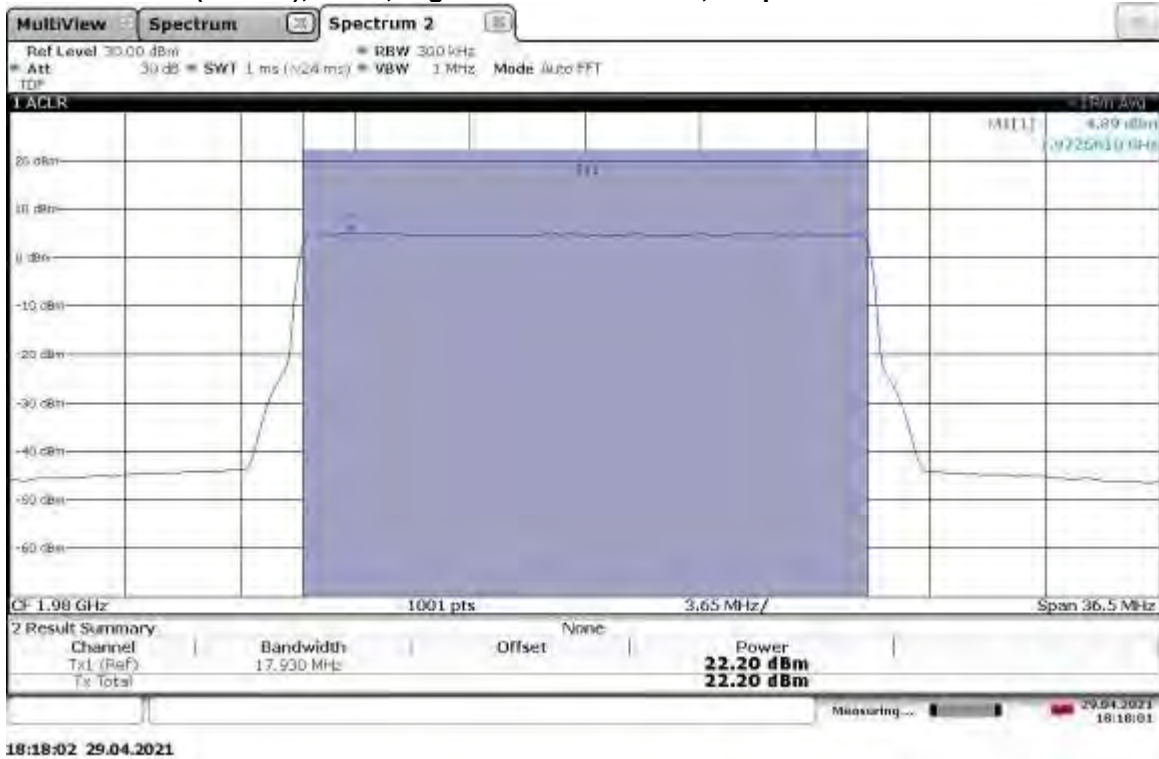 MultiView Spectrum Spectrum 2
Ref Level 30.00 dBm RBW 300 kHz
Att 30 dB SWT 1 ms (~24 ms) VBW 1 MHz Mode Auto FFT
TDF
1 ACLR 1Rm Avg
M1[1] 4.89 dBm
GHz
Tx1
20 dBm
10 dBm
0 dBm
-10 dBm
-20 dBm
-30 dBm
-40 dBm
-50 dBm
-60 dBm
CF 1.98 GHz 1001 pts 3.65 MHz/ Span 36.5 MHz
2 Result Summary None
Channel Bandwidth Offset Power
Tx1 (Ref) 17.930 MHz 22.20 dBm
Tx Total 22.20 dBm
Measuring... 29.04.2021
18:18:01
18:18:02 29.04.2021